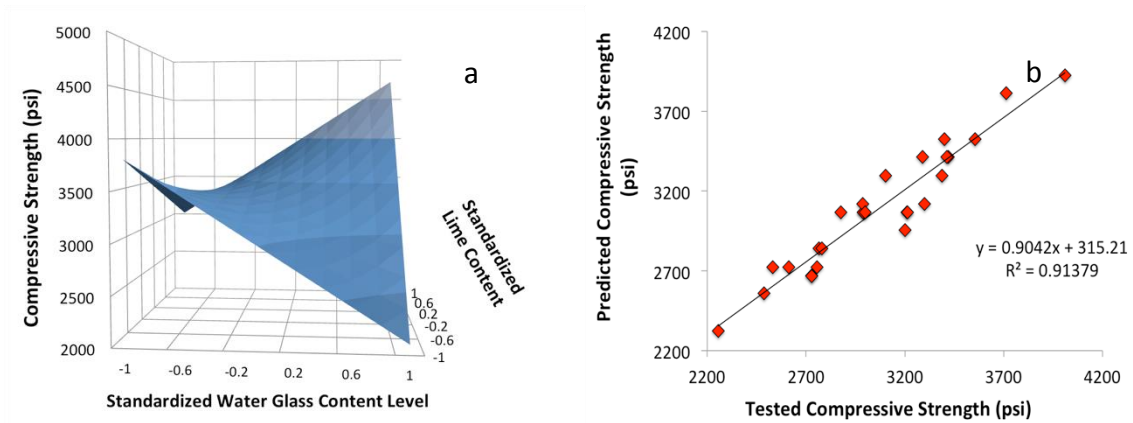 a
5000
4500
4000
3500
3000
2500
2000
Compressive Strength (psi)
-1
-0.6
-0.2
0.2
0.6
1
Standardized Water Glass Content Level
1
0.6
0.2
-0.2
-0.6
-1
Standardized
Lime Content
b
4200
3700
3200
2700
2200
Predicted Compressive Strength
(psi)
y = 0.9042x + 315.21
R² = 0.91379
2200
2700
3200
3700
4200
Tested Compressive Strength (psi)